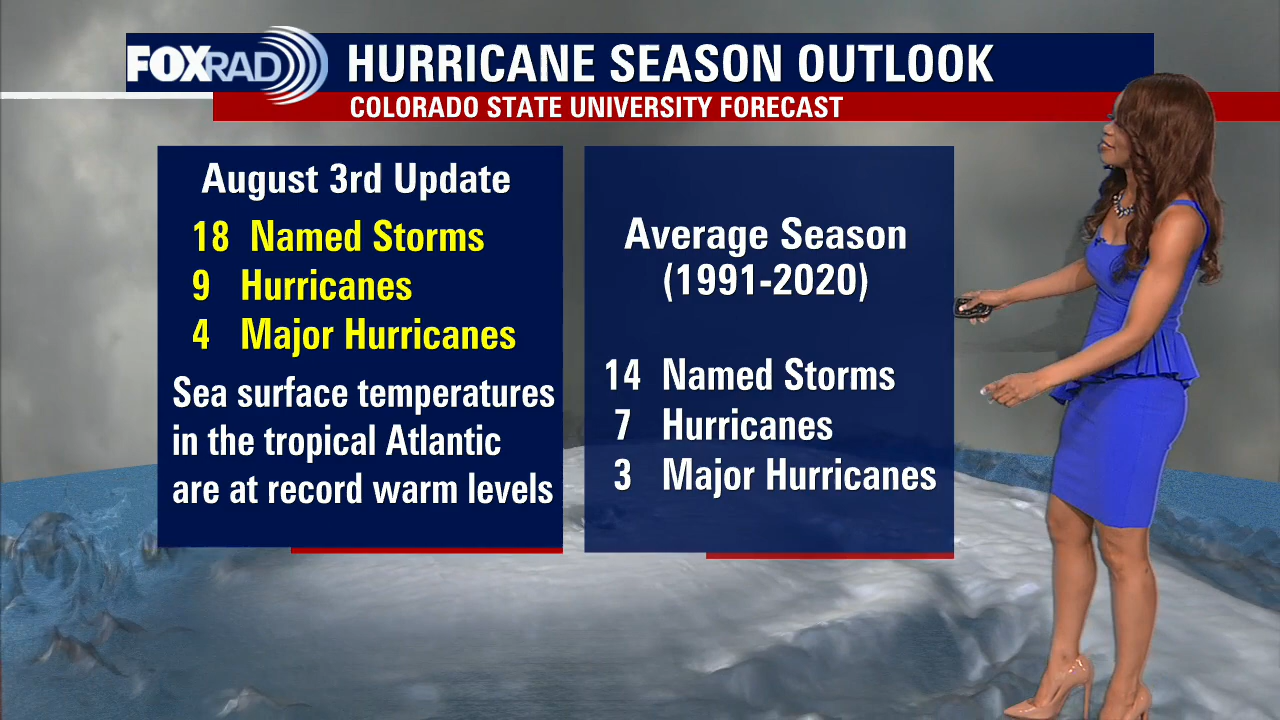 FOXRAD
HURRICANE SEASON OUTLOOK
COLORADO STATE UNIVERSITY FORECAST
August 3rd Update
18 Named Storms
9 Hurricanes
4 Major Hurricanes
Sea surface temperatures
in the tropical Atlantic
are at record warm levels
Average Season
(1991-2020)
14 Named Storms
7 Hurricanes
3 Major Hurricanes